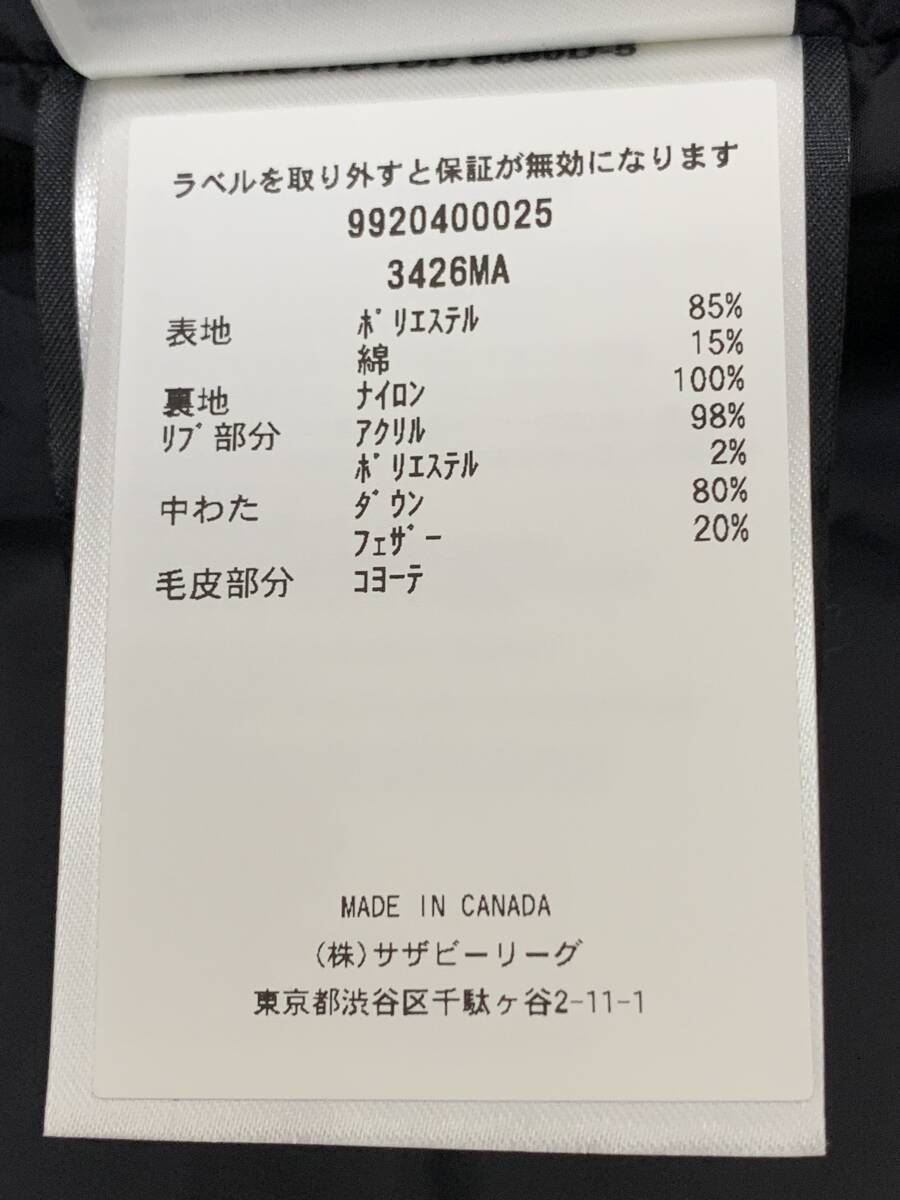 ラベルを取り外すと保証が無効になります
9920400025
3426MA
表地 ﾎﾟﾘｴｽﾃﾙ 85%
綿 15%
裏地 ﾅｲﾛﾝ 100%
ﾘﾌﾞ部分 ｱｸﾘﾙ 98%
ﾎﾟﾘｴｽﾃﾙ 2%
中わた ﾀﾞｳﾝ 80%
ﾌｪｻﾞｰ 20%
毛皮部分 ｺﾖｰﾃ
MADE IN CANADA
(株)サザビーリーグ
東京都渋谷区千駄ヶ谷2-11-1